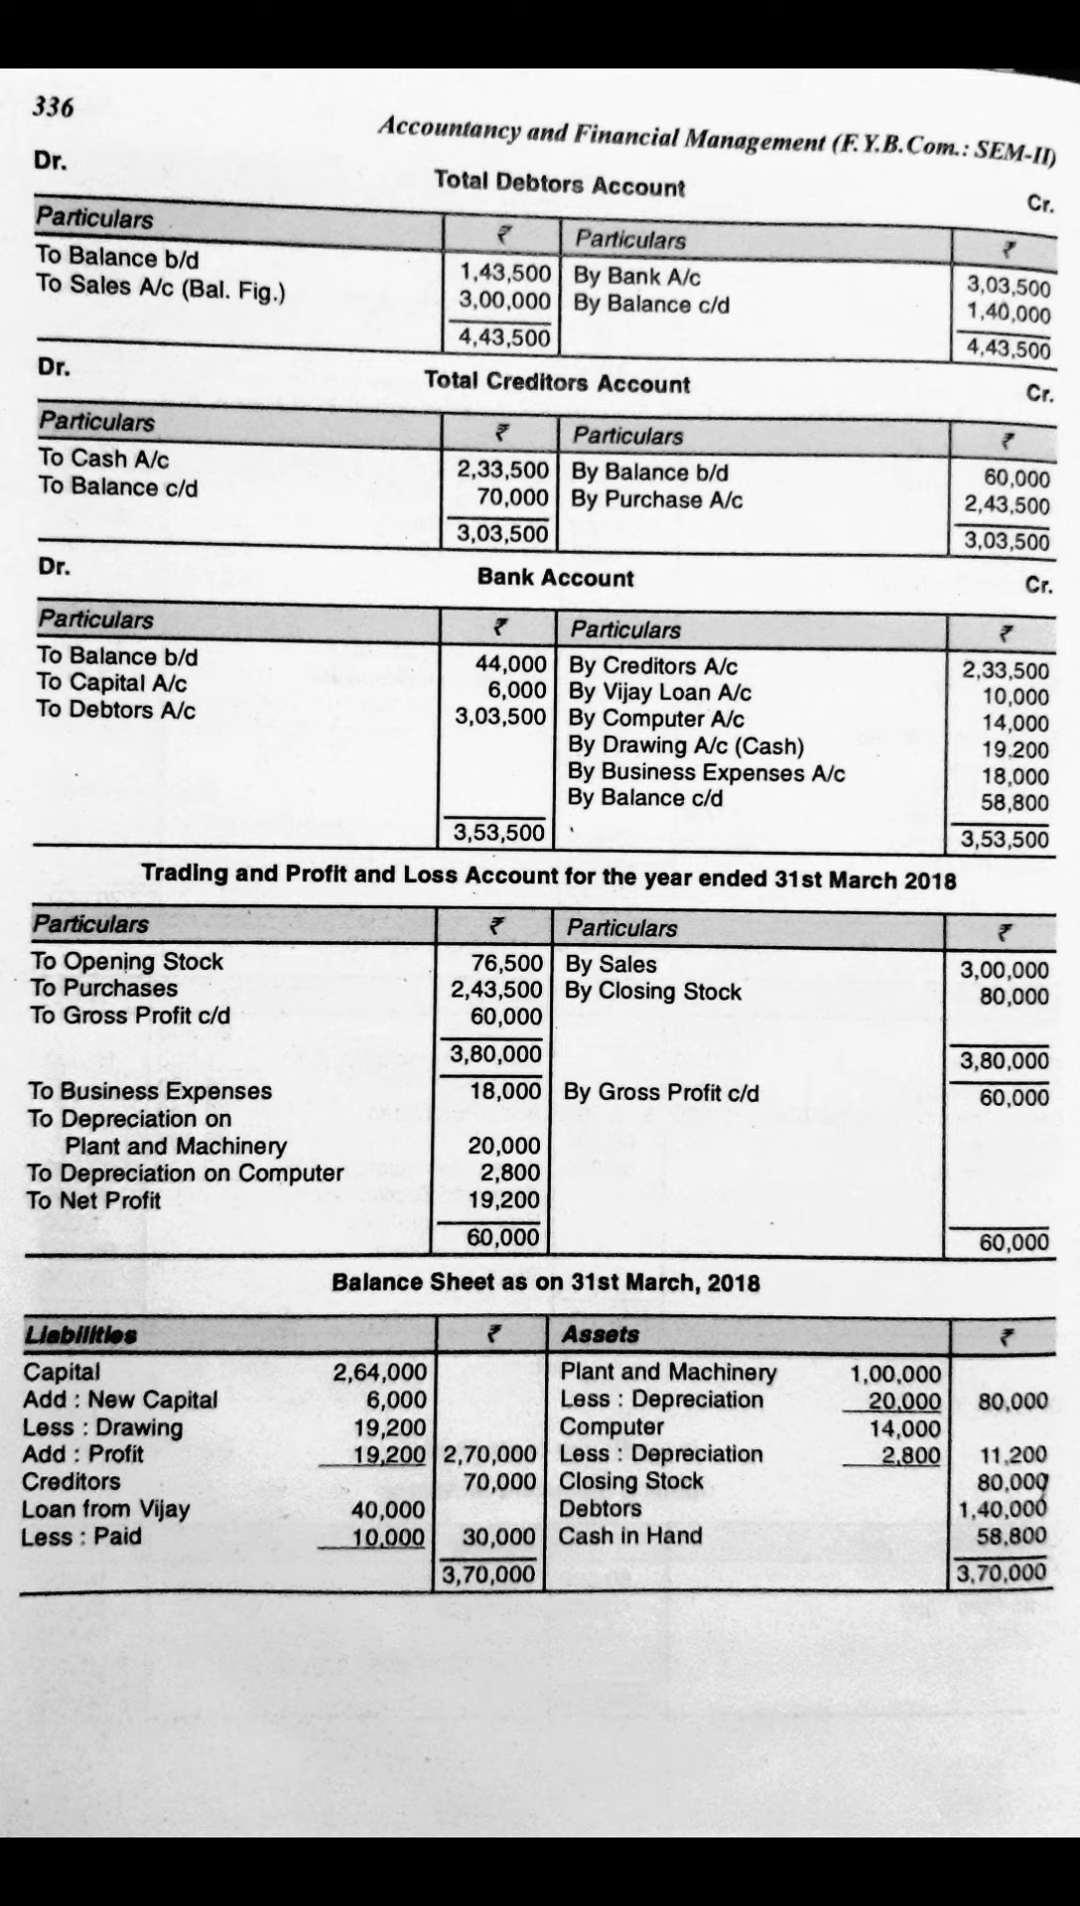 336
Accountancy and Financial Management (F.Y.B.Com.: SEM-II)
Dr. Total Debtors Account Cr.
Particulars ₹ Particulars ₹
To Balance b/d 1,43,500 By Bank A/c 3,03,500
To Sales A/c (Bal. Fig.) 3,00,000 By Balance c/d 1,40,000
4,43,500 4,43,500
Dr. Total Creditors Account Cr.
Particulars ₹ Particulars ₹
To Cash A/c 2,33,500 By Balance b/d 60,000
To Balance c/d 70,000 By Purchase A/c 2,43,500
3,03,500 3,03,500
Dr. Bank Account Cr.
Particulars ₹ Particulars ₹
To Balance b/d 44,000 By Creditors A/c 2,33,500
To Capital A/c 6,000 By Vijay Loan A/c 10,000
To Debtors A/c 3,03,500 By Computer A/c 14,000
By Drawing A/c (Cash) 19,200
By Business Expenses A/c 18,000
By Balance c/d 58,800
3,53,500 3,53,500
Trading and Profit and Loss Account for the year ended 31st March 2018
Particulars ₹ Particulars ₹
To Opening Stock 76,500 By Sales 3,00,000
To Purchases 2,43,500 By Closing Stock 80,000
To Gross Profit c/d 60,000
3,80,000 3,80,000
To Business Expenses 18,000 By Gross Profit c/d 60,000
To Depreciation on
Plant and Machinery 20,000
To Depreciation on Computer 2,800
To Net Profit 19,200
60,000 60,000
Balance Sheet as on 31st March, 2018
Liabilities ₹ Assets ₹
Capital 2,64,000 Plant and Machinery 1,00,000
Add : New Capital 6,000 Less : Depreciation 20,000 80,000
Less : Drawing 19,200 Computer 14,000
Add : Profit 19,200 2,70,000 Less : Depreciation 2,800 11,200
Creditors 70,000 Closing Stock 80,000
Loan from Vijay 40,000 Debtors 1,40,000
Less : Paid 10,000 30,000 Cash in Hand 58,800
3,70,000 3,70,000